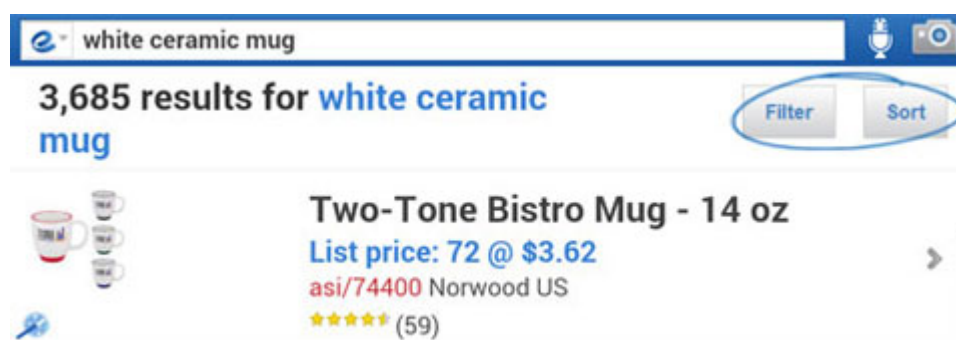 white ceramic mug
3,685 results for white ceramic
mug
Filter
Sort
Two-Tone Bistro Mug - 14 oz
List price: 72 @ $3.62
asi/74400 Norwood US
(59)